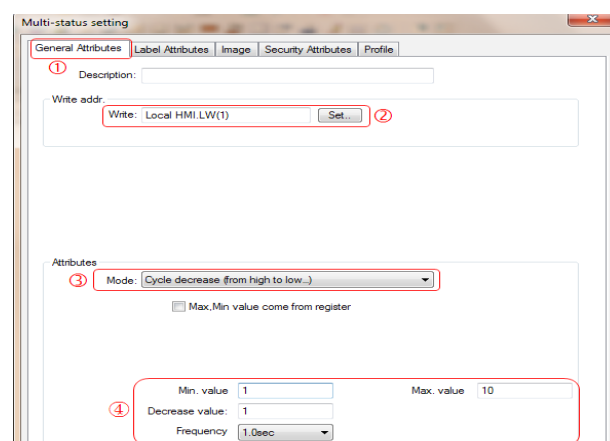 Multi-status setting
General Attributes Label Attributes Image Security Attributes Profile
①
Description:
Write addr.
Write: Local HMI.LW(1) Set.. ②
Attributes
③ Mode: Cycle decrease (from high to low...)
Max,Min value come from register
Min. value 1 Max. value 10
④ Decrease value: 1
Frequency 1.0sec